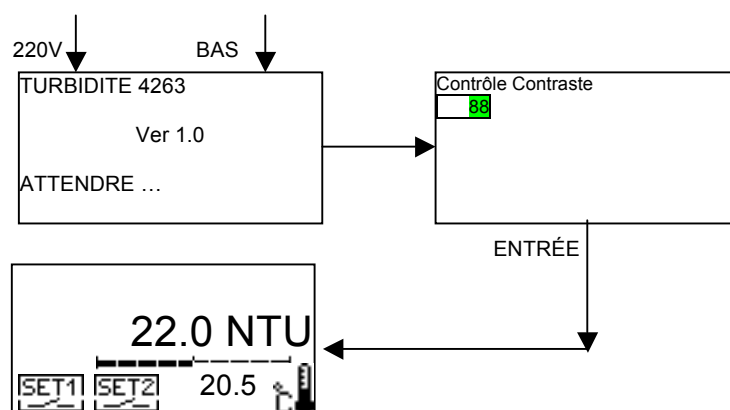 220V
BAS
TURBIDITE 4263
Ver 1.0
ATTENDRE …
Contrôle Contraste
88
ENTRÉE
22.0 NTU
SET1 SET2 20.5 °C